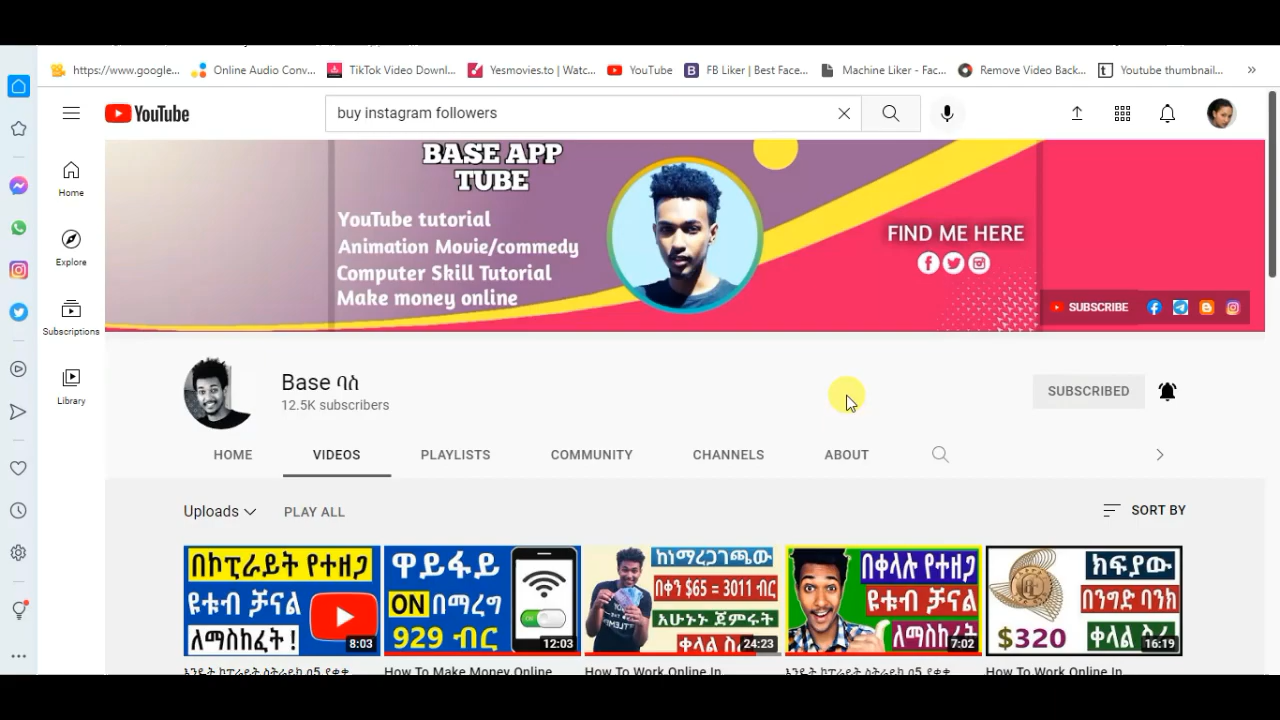 https://www.google...
Online Audio Conv...
TikTok Video Downl...
Yesmovies.to | Watc...
YouTube
FB Liker | Best Face...
Machine Liker - Fac...
Remove Video Back...
Youtube thumbnail...
YouTube
buy instagram followers
Home
Explore
Subscriptions
Library
BASE APP
TUBE
YouTube tutorial
Animation Movie/commedy
Computer Skill Tutorial
Make money online
FIND ME HERE
SUBSCRIBE
Base ባስ
12.5K subscribers
SUBSCRIBED
HOME
VIDEOS
PLAYLISTS
COMMUNITY
CHANNELS
ABOUT
Uploads
PLAY ALL
SORT BY
በኮፒራይት የተዘጋ
ዩቱብ ቻናል
ለማስከፈት !
8:03
ዋይፋይ
ON በማረግ
929 ብር
12:03
ከነማረጋገጫው
በቀን $65 = 3011 ብር
አሁኑኑ ጀምሩት
ቀላል
24:23
በቀላሉ የተዘጋ
ዩቱብ ቻናል
ለማስከፈት
7:02
ክፍያው
በንግድ ባንክ
$320
ቀላል
16:19
How To Make Money Online
How To Work Online In
How To Work Online In